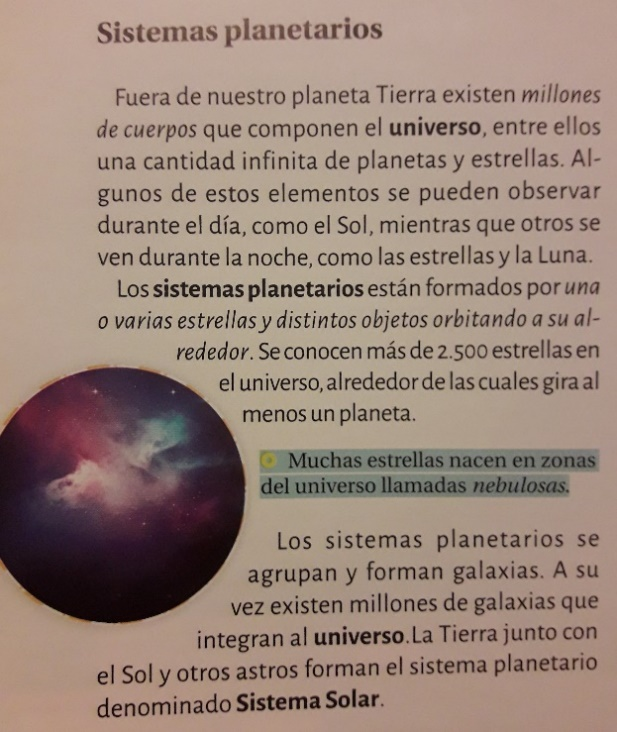 Sistemas planetarios
Fuera de nuestro planeta Tierra existen millones
de cuerpos que componen el universo, entre ellos
una cantidad infinita de planetas y estrellas. Al-
gunos de estos elementos se pueden observar
durante el día, como el Sol, mientras que otros se
ven durante la noche, como las estrellas y la Luna.
Los sistemas planetarios están formados por una
o varias estrellas y distintos objetos orbitando a su al-
rededor. Se conocen más de 2.500 estrellas en
el universo, alrededor de las cuales gira al
menos un planeta.
Muchas estrellas nacen en zonas
del universo llamadas nebulosas.
Los sistemas planetarios se
agrupan y forman galaxias. A su
vez existen millones de galaxias que
integran al universo. La Tierra junto con
el Sol y otros astros forman el sistema planetario
denominado Sistema Solar.